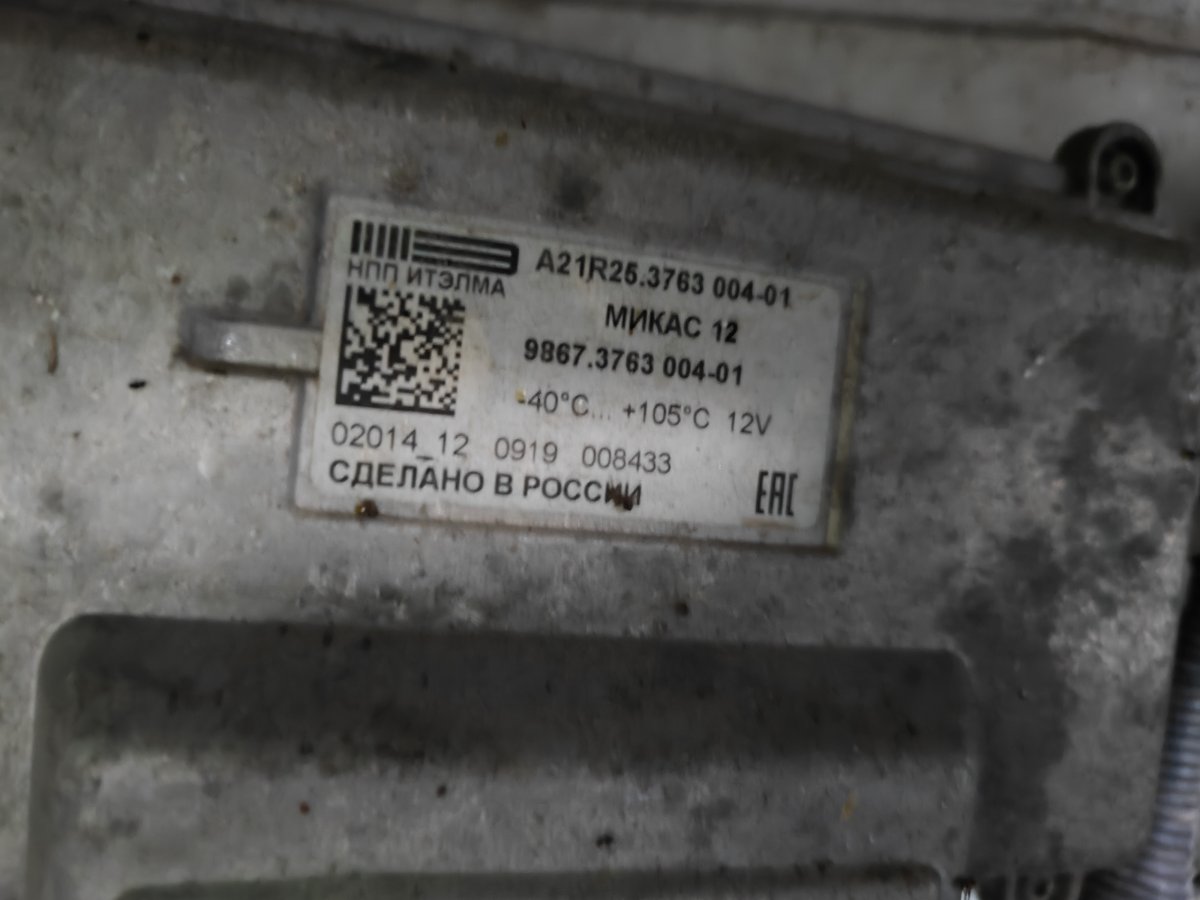 НПП ИТЭЛМА
А21R25.3763 004-01
МИКАС 12
9867.3763 004-01
-40°C... +105°C 12V
02014_12 0919 008433
СДЕЛАНО В РОССИИ
EAC